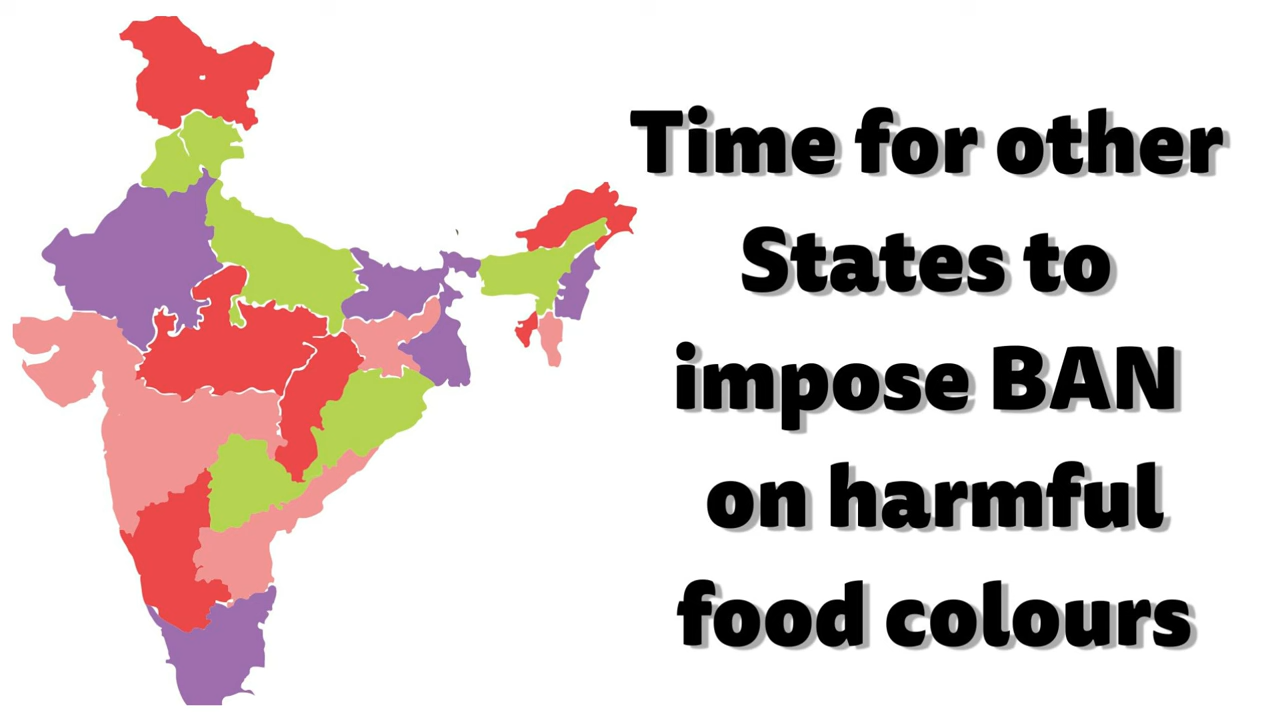 Time for other
States to
impose BAN
on harmful
food colours